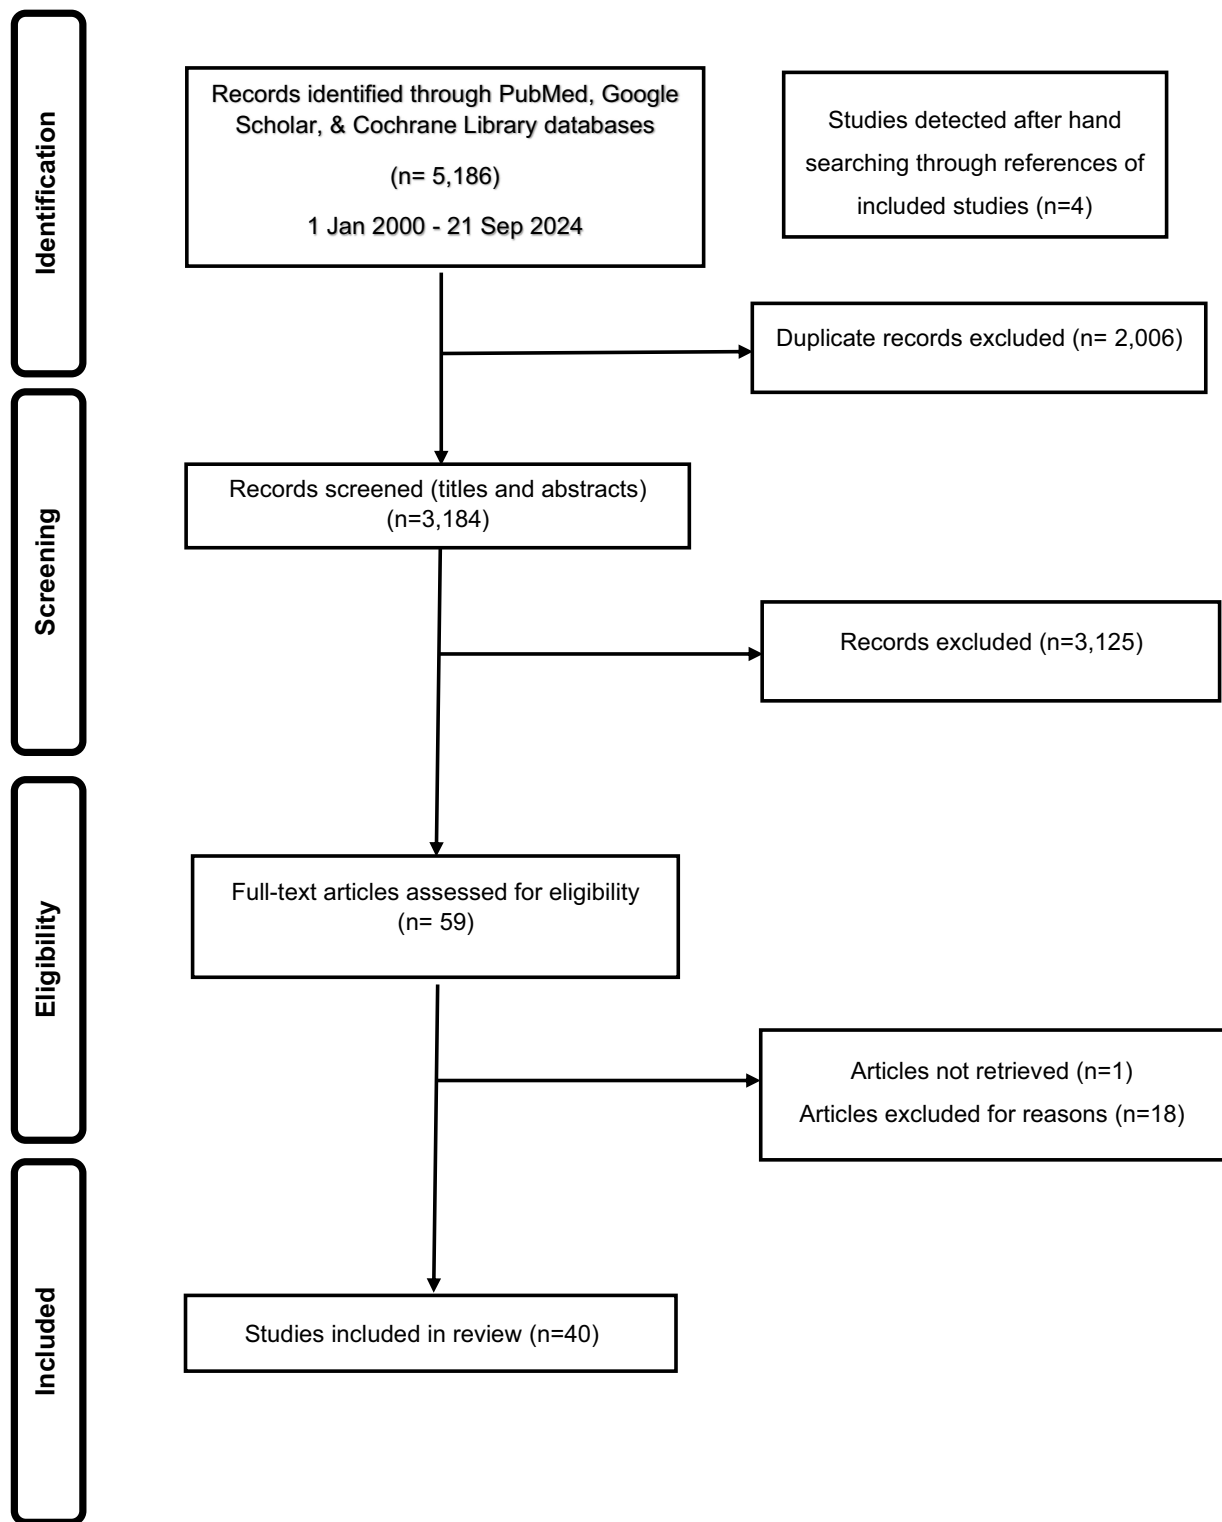 Identification
Records identified through PubMed, Google
Scholar, & Cochrane Library databases
(n= 5,186)
1 Jan 2000 - 21 Sep 2024
Studies detected after hand
searching through references of
included studies (n=4)
Duplicate records excluded (n= 2,006)
Screening
Records screened (titles and abstracts)
(n=3,184)
Records excluded (n=3,125)
Eligibility
Full-text articles assessed for eligibility
(n= 59)
Articles not retrieved (n=1)
Articles excluded for reasons (n=18)
Included
Studies included in review (n=40)